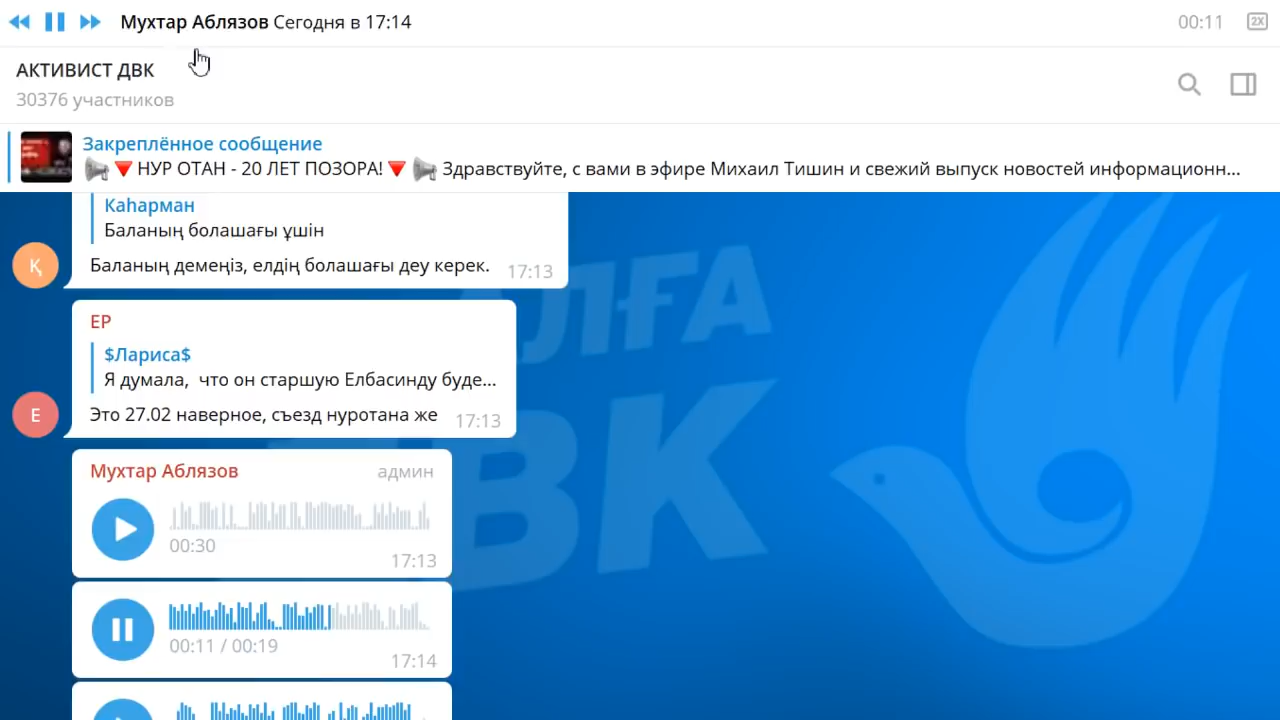 Мухтар Аблязов Сегодня в 17:14
00:11
2X
АКТИВИСТ ДВК
30376 участников
Закреплённое сообщение
НУР ОТАН - 20 ЛЕТ ПОЗОРА! Здравствуйте, с вами в эфире Михаил Тишин и свежий выпуск новостей информационн...
Каһарман
Баланың болашағы ұшін
Баланың демеңіз, елдің болашағы деу керек.
17:13
Қ
ЕР
$Лариса$
Я думала, что он старшую Елбасинду буде...
Это 27.02 наверное, съезд нуротана же
17:13
Е
Мухтар Аблязов
админ
00:30
17:13
00:11 / 00:19
17:14
АЛҒА
ДВК